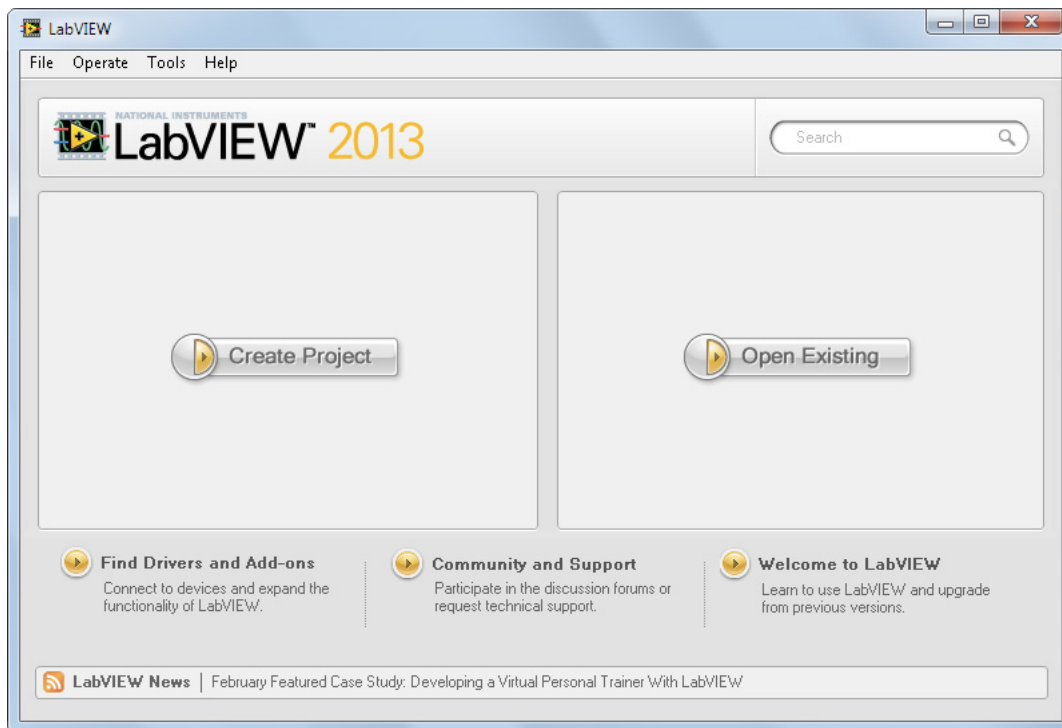 LabVIEW
File Operate Tools Help
NATIONAL INSTRUMENTS
LabVIEW™ 2013
Search
Create Project
Open Existing
Find Drivers and Add-ons
Connect to devices and expand the
functionality of LabVIEW.
Community and Support
Participate in the discussion forums or
request technical support.
Welcome to LabVIEW
Learn to use LabVIEW and upgrade
from previous versions.
LabVIEW News | February Featured Case Study: Developing a Virtual Personal Trainer With LabVIEW